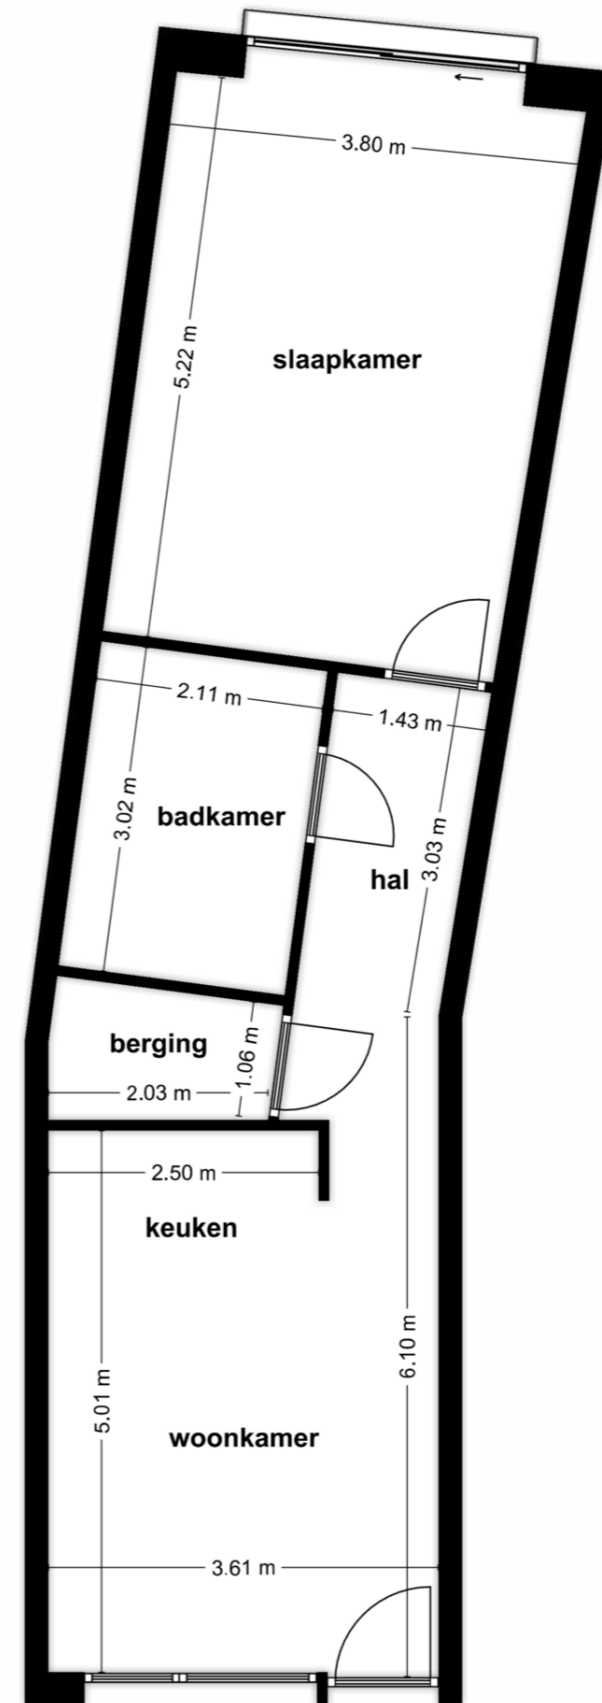 3.80 m
5.22 m
slaapkamer
2.11 m
1.43 m
3.02 m
badkamer
3.03 m
hal
berging
1.06 m
2.03 m
2.50 m
keuken
6.10 m
5.01 m
woonkamer
3.61 m